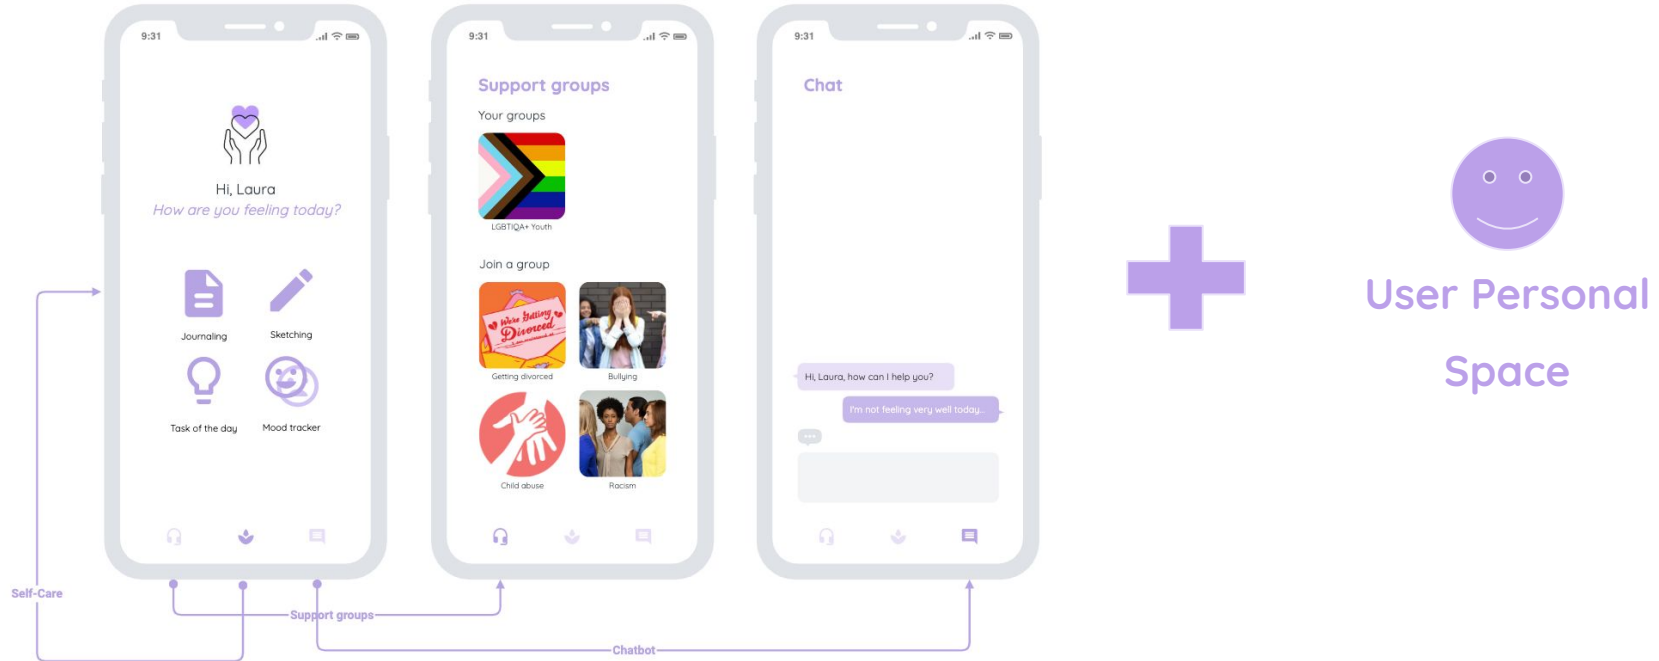 9:31
Hi, Laura
How are you feeling today?
Journaling
Sketching
Task of the day
Mood tracker
9:31
Support groups
Your groups
LGBTIQA+ Youth
Join a group
We're Getting
Divorced
Getting divorced
Bullying
Child abuse
Racism
9:31
Chat
Hi, Laura, how can I help you?
I'm not feeling very well today...
User Personal
Space
Self-Care
Support groups
Chatbot